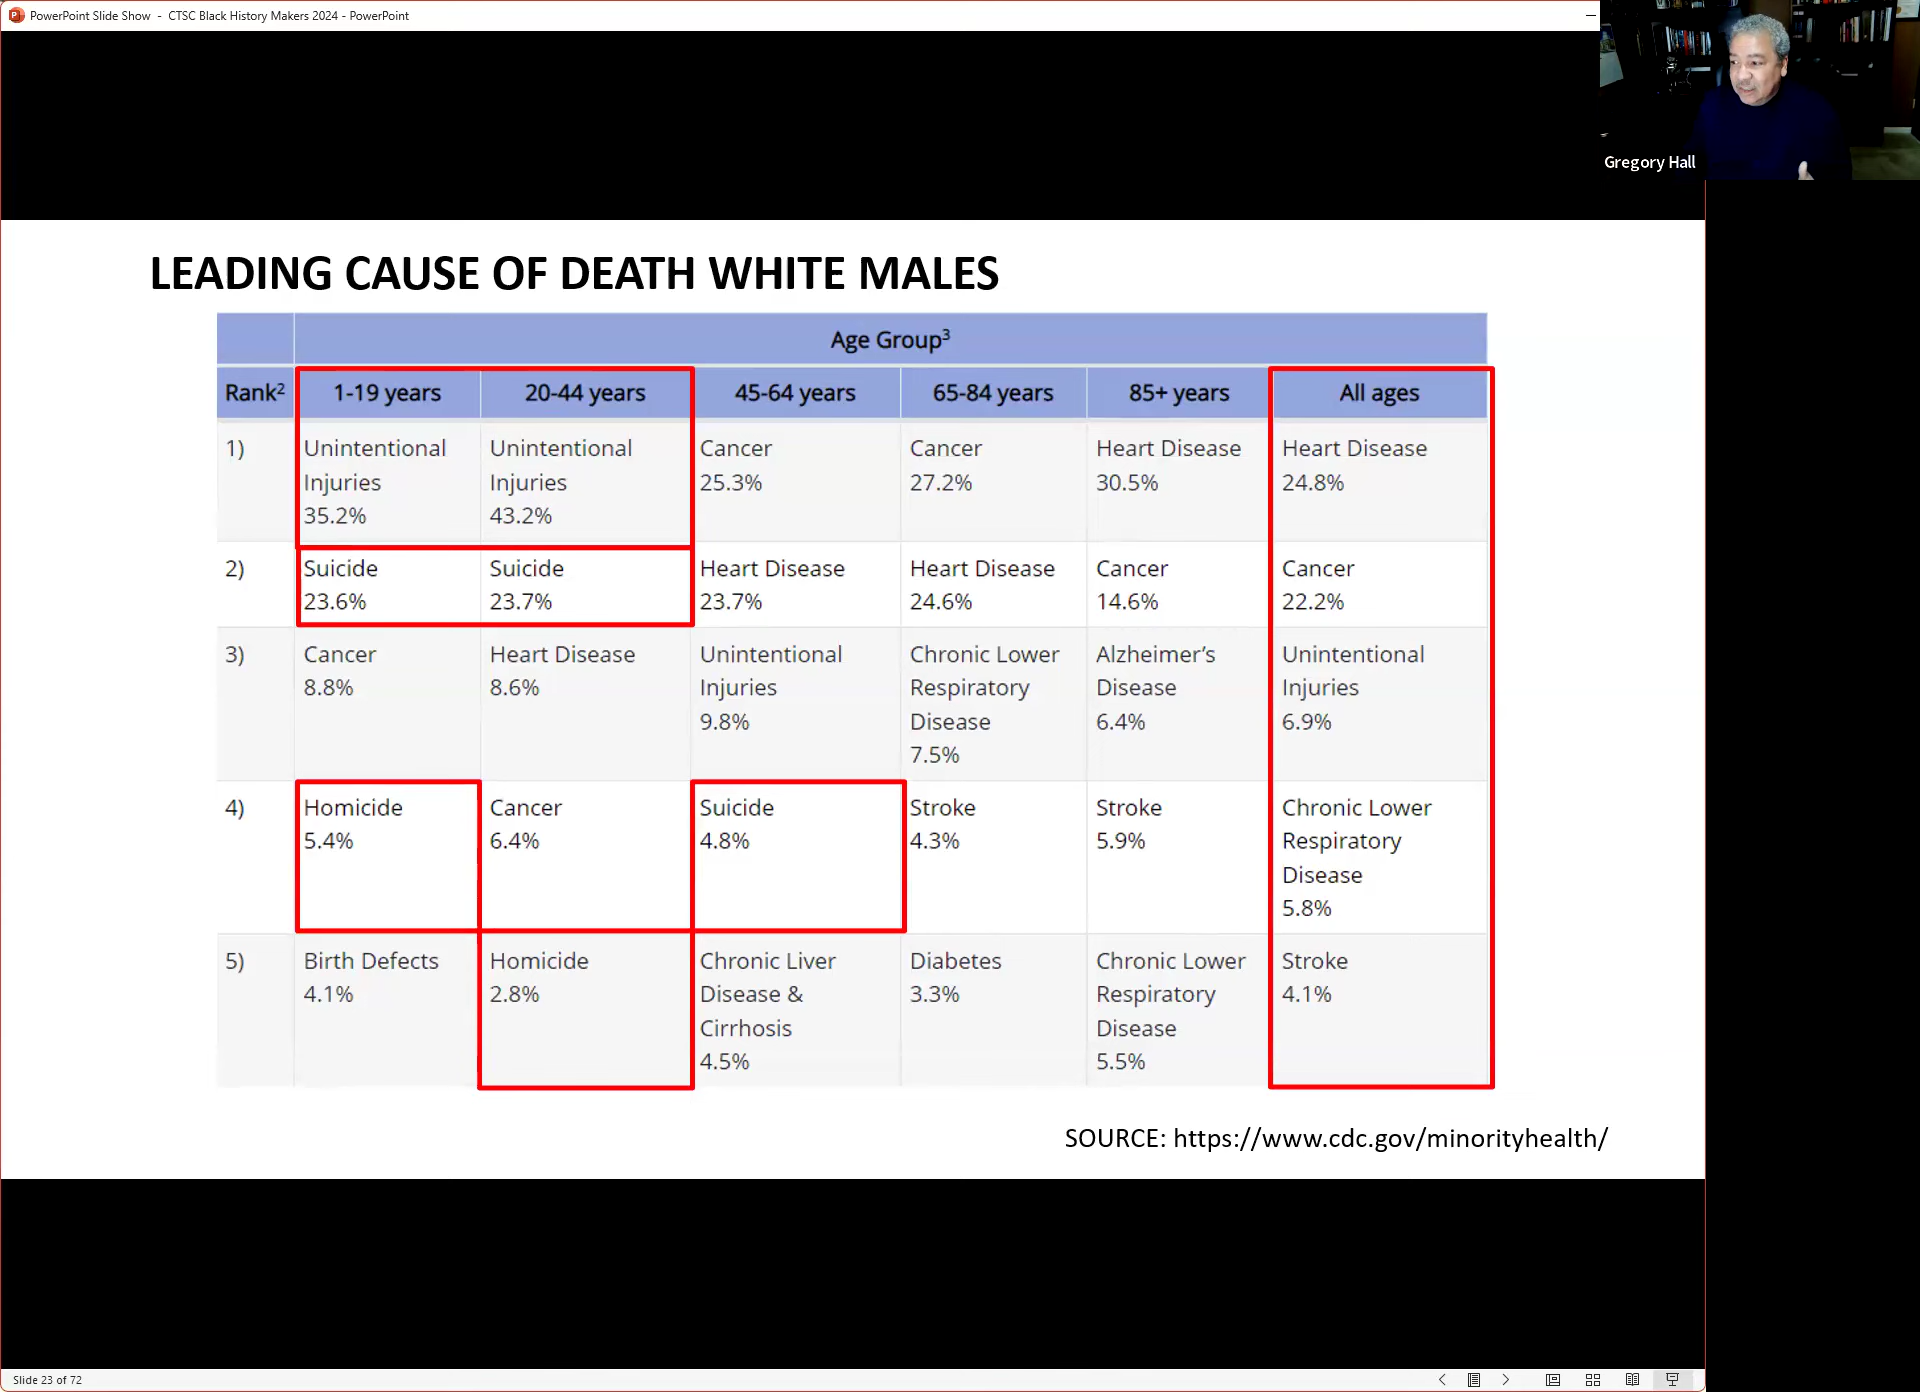 PowerPoint Slide Show - CTSC Black History Makers 2024 - PowerPoint
Gregory Hall
LEADING CAUSE OF DEATH WHITE MALES
Age Group³
Rank² 1-19 years 20-44 years 45-64 years 65-84 years 85+ years All ages
1) Unintentional Unintentional Cancer Cancer Heart Disease Heart Disease
Injuries Injuries 25.3% 27.2% 30.5% 24.8%
35.2% 43.2%
2) Suicide Suicide Heart Disease Heart Disease Cancer Cancer
23.6% 23.7% 23.7% 24.6% 14.6% 22.2%
3) Cancer Heart Disease Unintentional Chronic Lower Alzheimer's Unintentional
8.8% 8.6% Injuries Respiratory Disease Injuries
9.8% Disease 6.4% 6.9%
7.5%
4) Homicide Cancer Suicide Stroke Stroke Chronic Lower
5.4% 6.4% 4.8% 4.3% 5.9% Respiratory
Disease
5.8%
5) Birth Defects Homicide Chronic Liver Diabetes Chronic Lower Stroke
4.1% 2.8% Disease & 3.3% Respiratory 4.1%
Cirrhosis Disease
4.5% 5.5%
SOURCE: https://www.cdc.gov/minorityhealth/
Slide 23 of 72